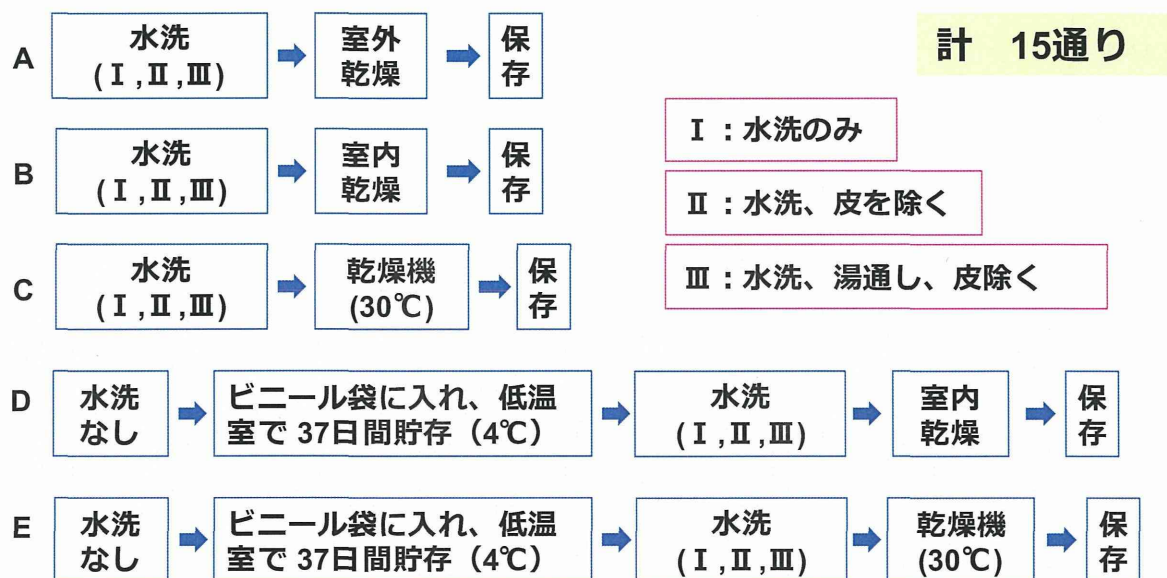 計　15通り
A
水洗
(Ⅰ,Ⅱ,Ⅲ)
室外
乾燥
保
存
B
水洗
(Ⅰ,Ⅱ,Ⅲ)
室内
乾燥
保
存
C
水洗
(Ⅰ,Ⅱ,Ⅲ)
乾燥機
(30℃)
保
存
Ⅰ：水洗のみ
Ⅱ：水洗、皮を除く
Ⅲ：水洗、湯通し、皮除く
D
水洗
なし
ビニール袋に入れ、低温
室で 37日間貯存（4℃）
水洗
(Ⅰ,Ⅱ,Ⅲ)
室内
乾燥
保
存
E
水洗
なし
ビニール袋に入れ、低温
室で 37日間貯存（4℃）
水洗
(Ⅰ,Ⅱ,Ⅲ)
乾燥機
(30℃)
保
存